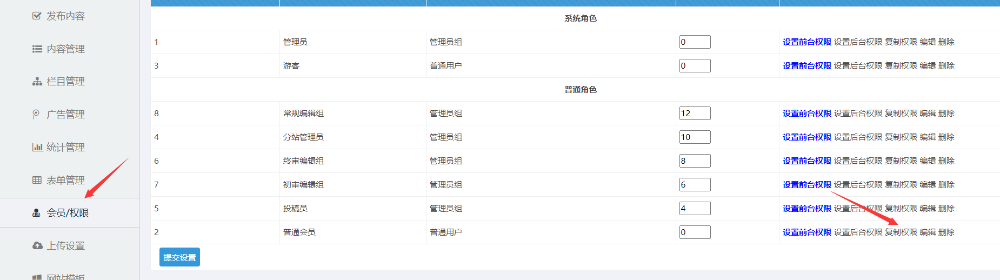 发布内容
内容管理
栏目管理
广告管理
统计管理
表单管理
会员/权限
上传设置
网站模板
系统角色
1 管理员 管理员组 0 设置前台权限 设置后台权限 复制权限 编辑 删除
3 游客 普通用户 0 设置前台权限 设置后台权限 复制权限 编辑 删除
普通角色
8 常规编辑组 管理员组 12 设置前台权限 设置后台权限 复制权限 编辑 删除
4 分站管理员 管理员组 10 设置前台权限 设置后台权限 复制权限 编辑 删除
6 终审编辑组 管理员组 8 设置前台权限 设置后台权限 复制权限 编辑 删除
7 初审编辑组 管理员组 6 设置前台权限 设置后台权限 复制权限 编辑 删除
5 投稿员 管理员组 4 设置前台权限 设置后台权限 复制权限 编辑 删除
2 普通会员 普通用户 0 设置前台权限 设置后台权限 复制权限 编辑 删除
提交设置